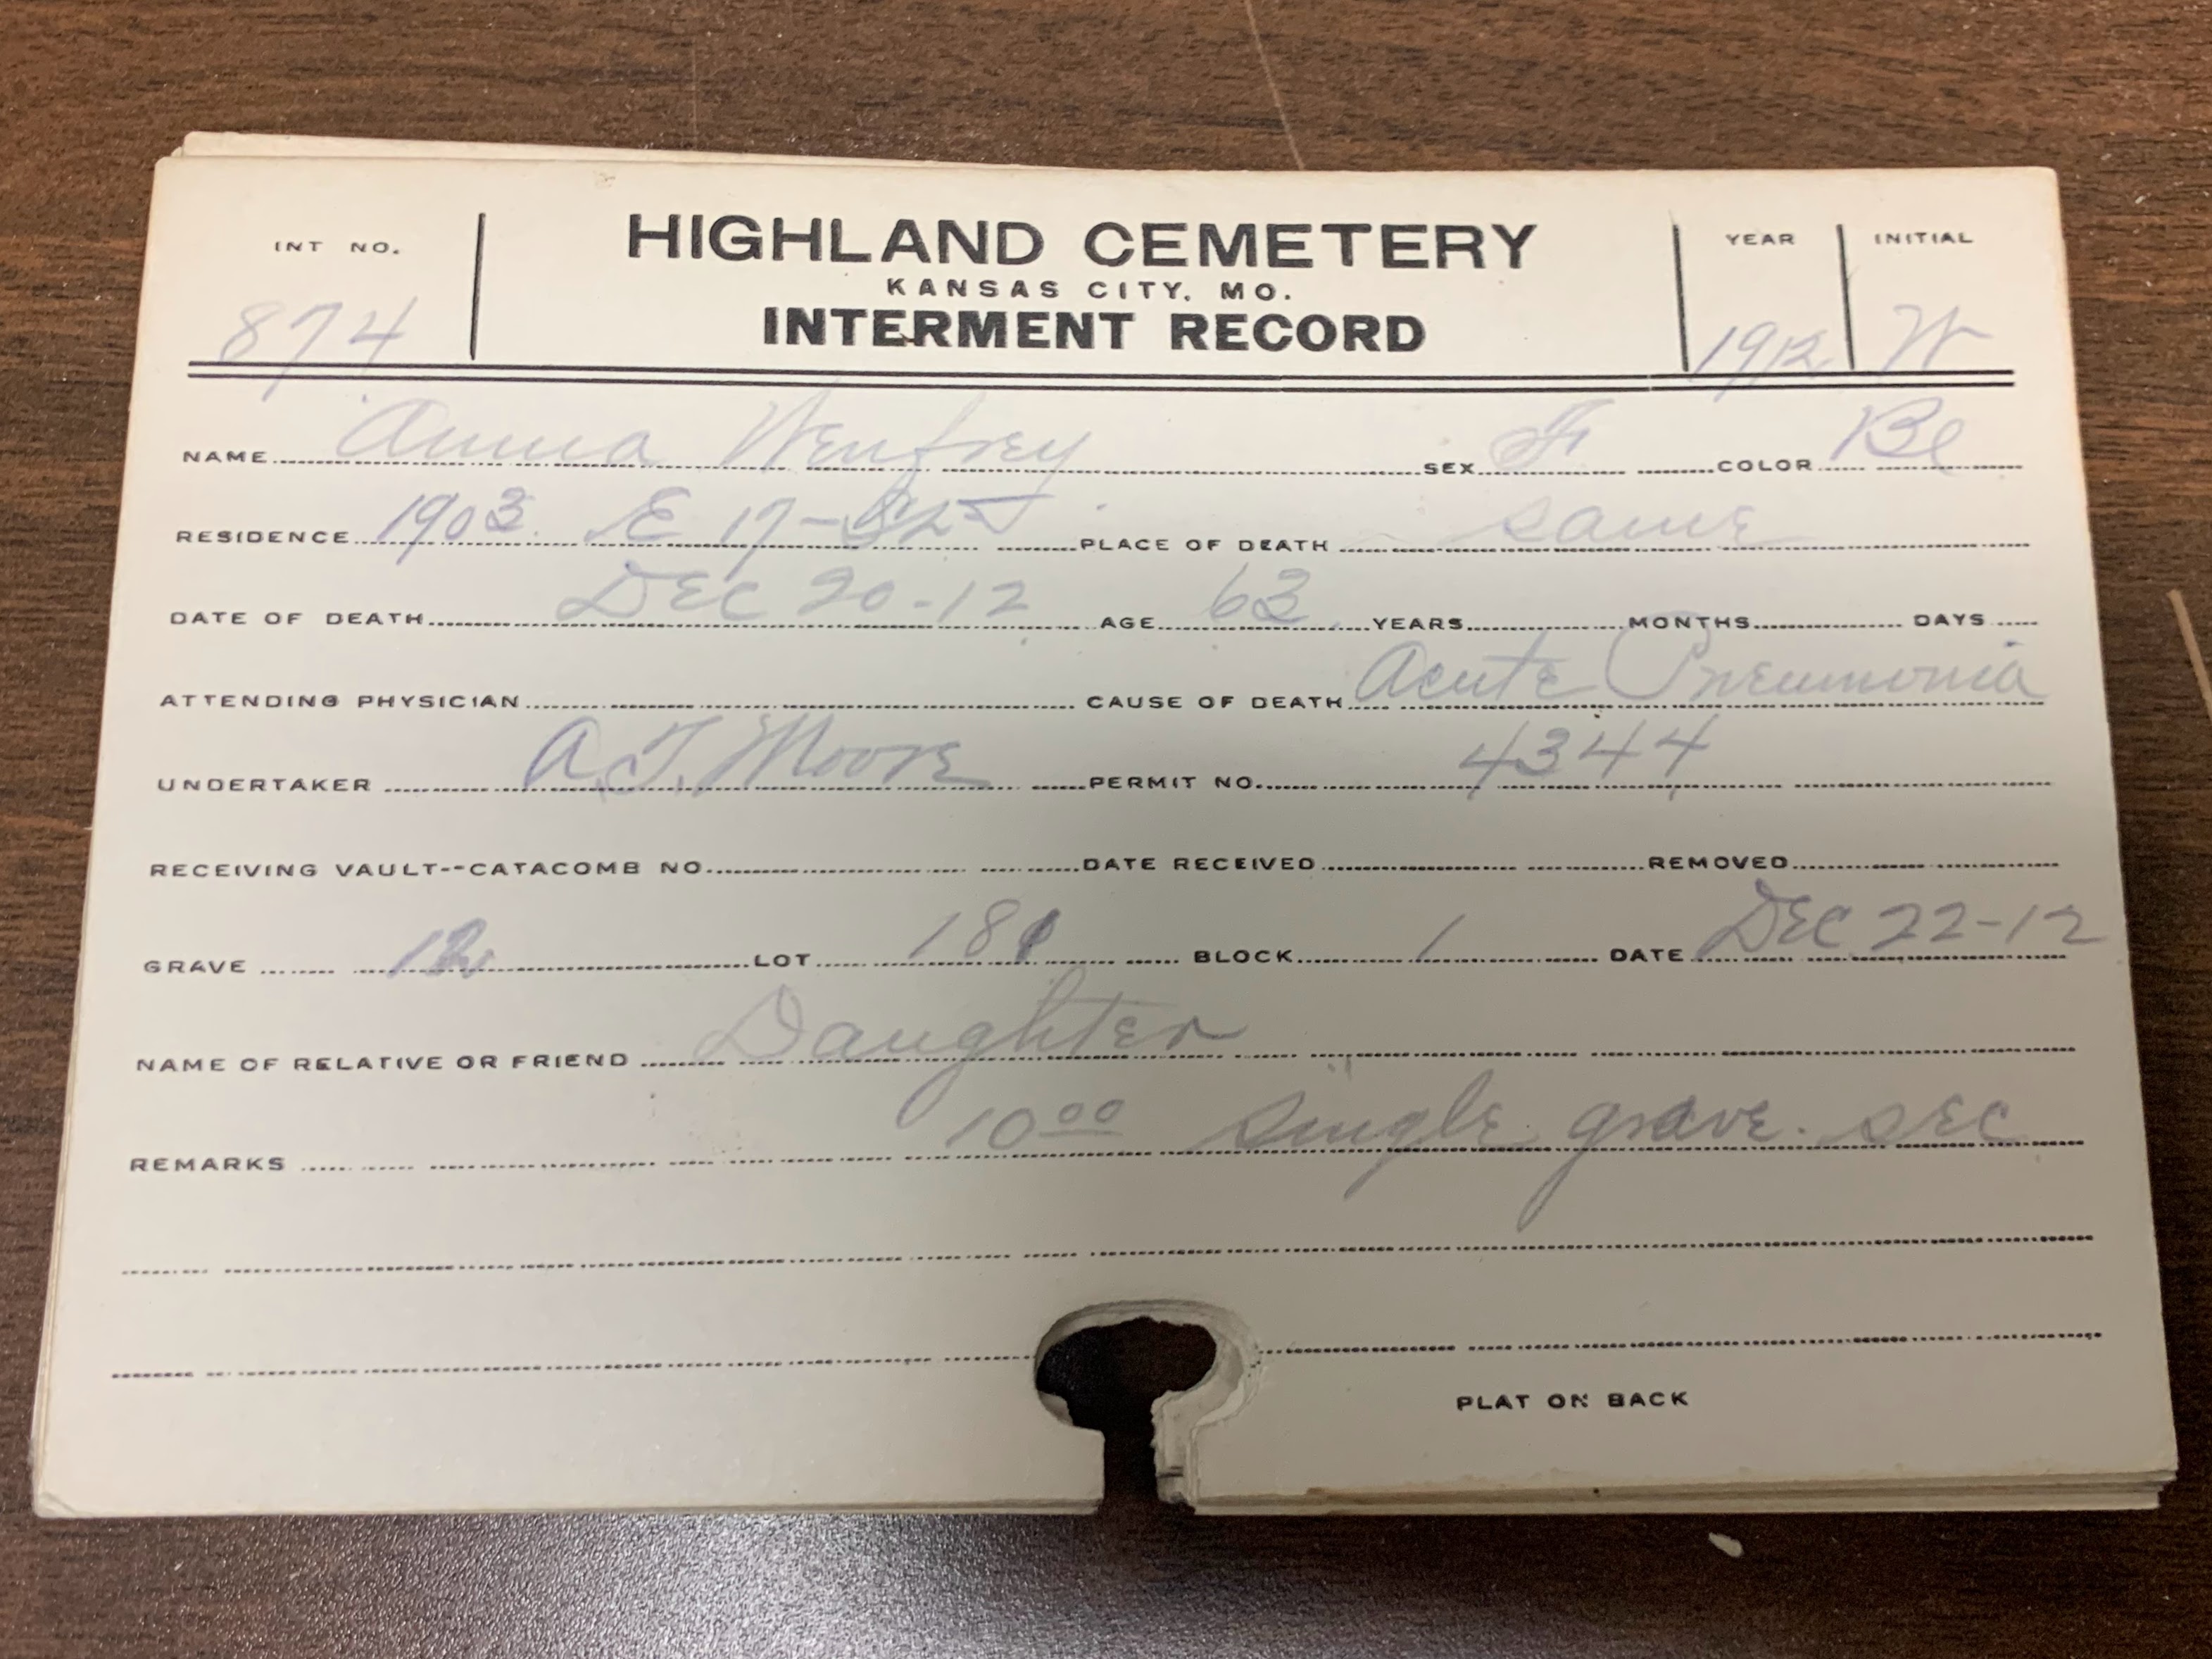 INT NO. HIGHLAND CEMETERY YEAR INITIAL
KANSAS CITY, MO.
874 INTERMENT RECORD 1912 W
NAME Anna Wenfrey SEX F COLOR Bl
RESIDENCE 1903 E 17-St PLACE OF DEATH same
DATE OF DEATH DEC 20-12 AGE 63 YEARS MONTHS DAYS
ATTENDING PHYSICIAN CAUSE OF DEATH Acute Pneumonia
UNDERTAKER A.T. Moore PERMIT NO. 4344
RECEIVING VAULT--CATACOMB NO. DATE RECEIVED REMOVED
GRAVE LOT 181 BLOCK 1 DATE DEC 22-12
NAME OF RELATIVE OR FRIEND Daughter
REMARKS 10 00 single grave. sec
PLAT ON BACK